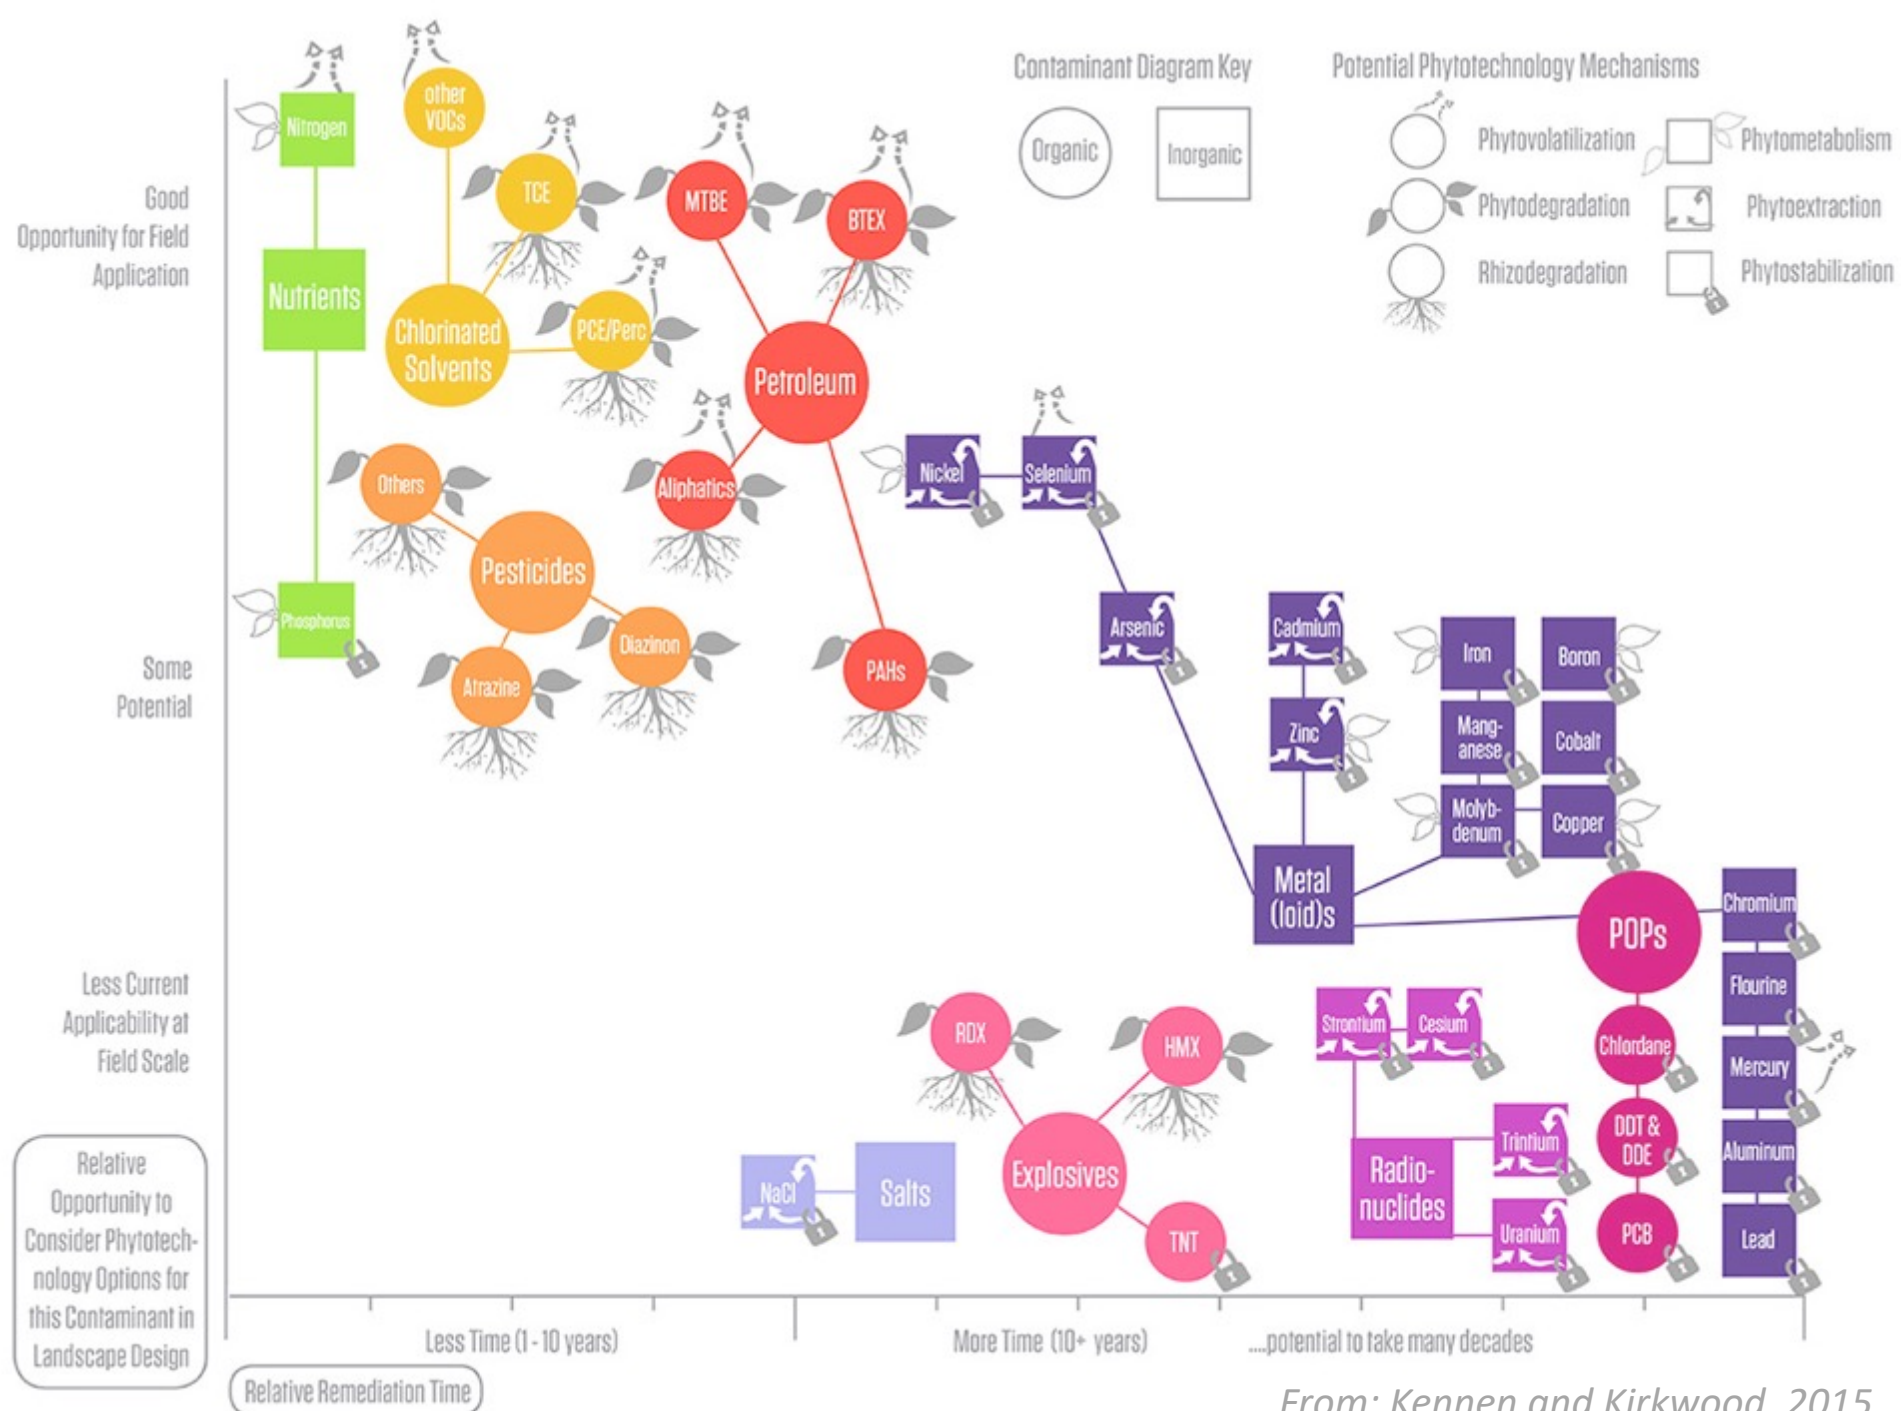 Contaminant Diagram Key
Organic
Inorganic
Potential Phytotechnology Mechanisms
Phytovolatilization
Phytometabolism
Phytodegradation
Phytoextraction
Rhizodegradation
Phytostabilization
Good
Opportunity for Field
Application
Some
Potential
Less Current
Applicability at
Field Scale
Relative
Opportunity to
Consider Phytotech-
nology Options for
this Contaminant in
Landscape Design
Nitrogen
Nutrients
Phosphorus
other
VOCs
TCE
Chlorinated
Solvents
PCE/Perc
MTBE
BTEX
Petroleum
Aliphatics
PAHs
Others
Pesticides
Diazinon
Atrazine
Nickel
Selenium
Arsenic
Cadmium
Zinc
Iron
Boron
Mang-
anese
Cobalt
Molyb-
denum
Copper
Metal
(loid)s
POPs
Chlordane
DDT &
DDE
PCB
Chromium
Flourine
Mercury
Aluminum
Lead
RDX
HMX
Explosives
TNT
NaCl
Salts
Strontium
Cesium
Radio-
nuclides
Trintium
Uranium
Less Time (1 - 10 years)
More Time (10+ years)
....potential to take many decades
Relative Remediation Time
From: Kennen and Kirkwood, 2015